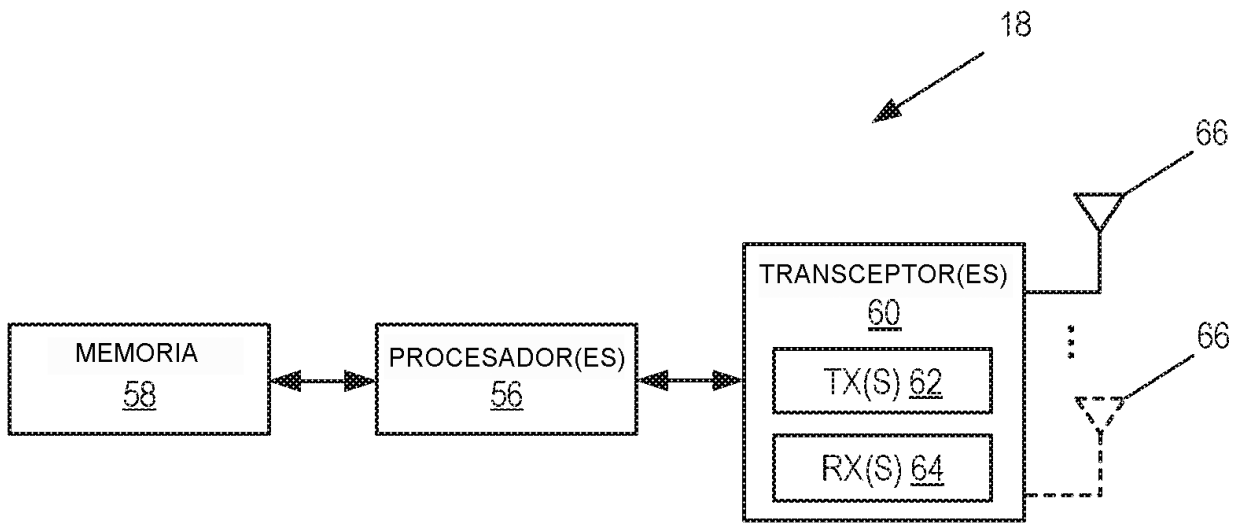 18
66
TRANSCEPTOR(ES)
60
MEMORIA
58
PROCESADOR(ES)
56
TX(S) 62
RX(S) 64
66